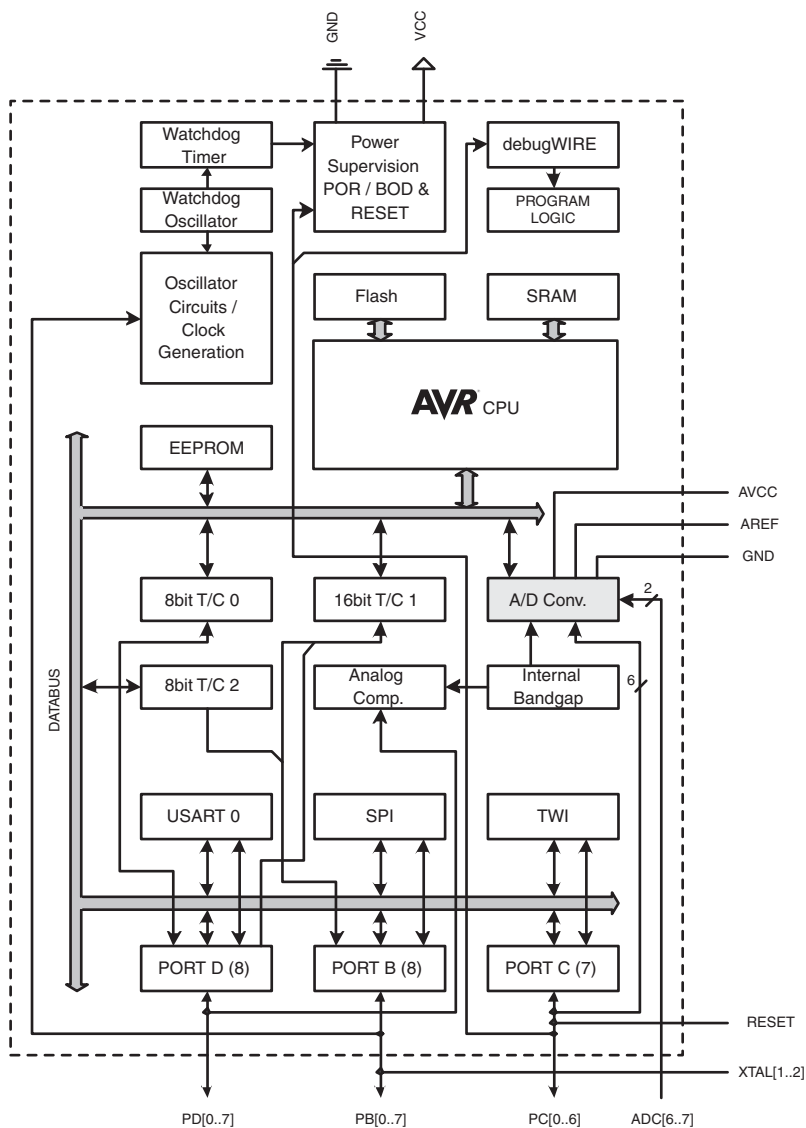 GND
VCC
Watchdog
Timer
Power
Supervision
POR / BOD &
RESET
debugWIRE
Watchdog
Oscillator
PROGRAM
LOGIC
Oscillator
Circuits /
Clock
Generation
Flash
SRAM
AVR CPU
EEPROM
AVCC
AREF
GND
8bit T/C 0
16bit T/C 1
A/D Conv.
2
8bit T/C 2
Analog
Comp.
Internal
Bandgap
6
DATABUS
USART 0
SPI
TWI
PORT D (8)
PORT B (8)
PORT C (7)
RESET
XTAL[1..2]
PD[0..7]
PB[0..7]
PC[0..6]
ADC[6..7]